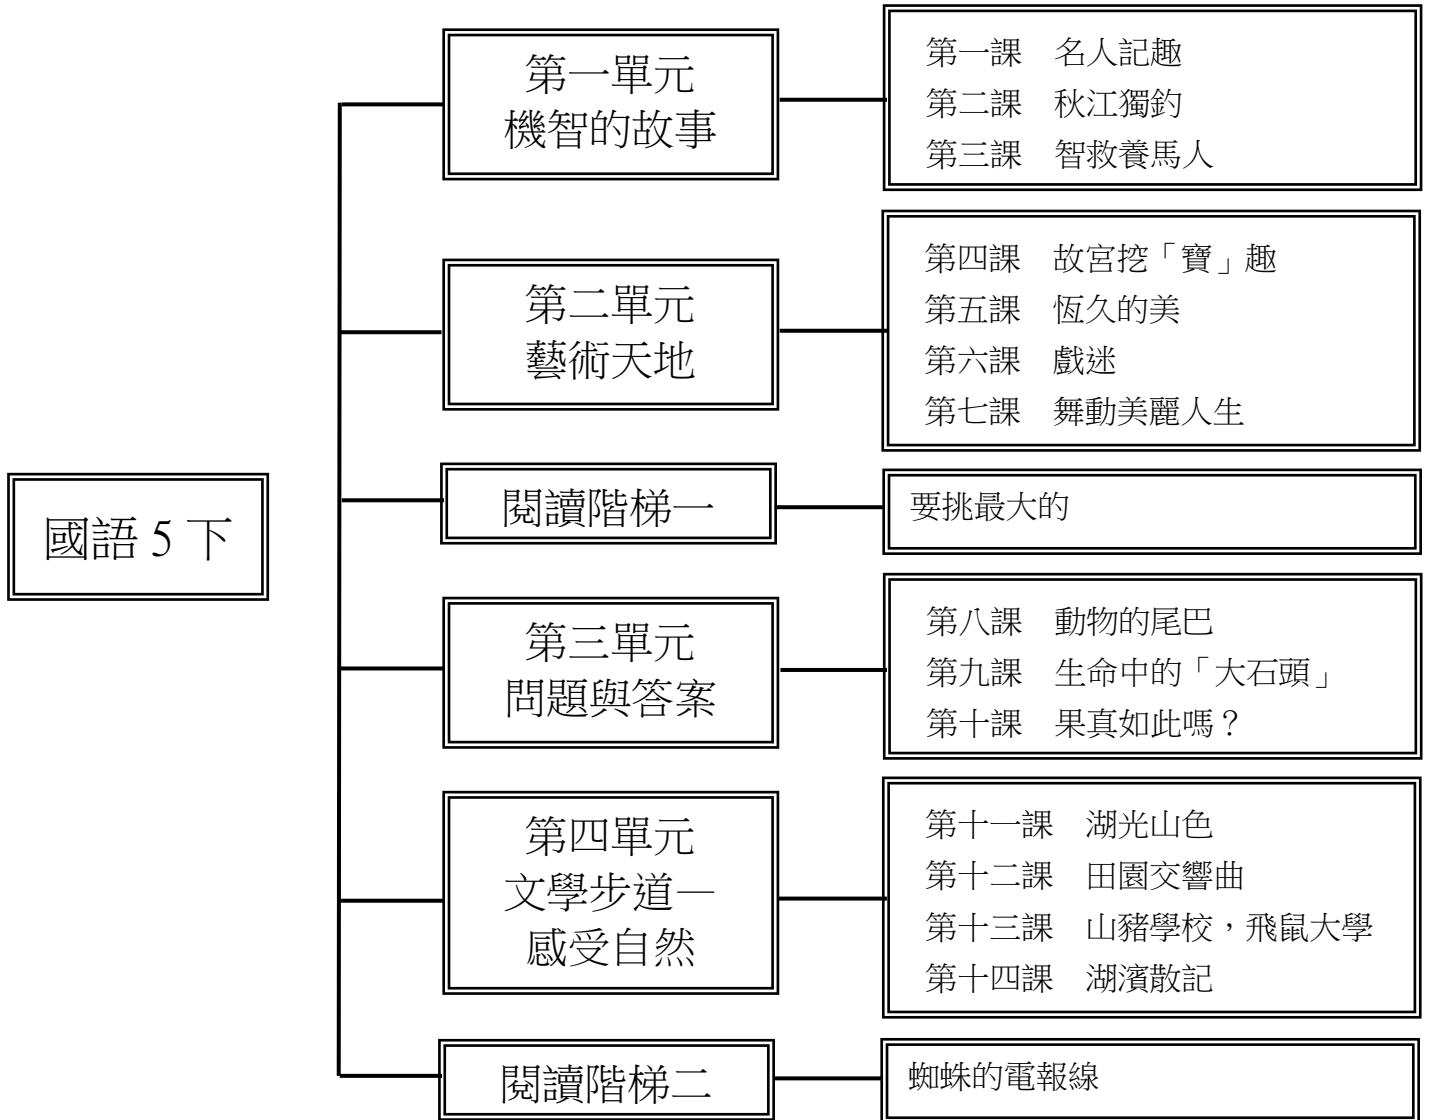 國語 5 下
第一單元
機智的故事
第一課　名人記趣
第二課　秋江獨釣
第三課　智救養馬人
第二單元
藝術天地
第四課　故宮挖「寶」趣
第五課　恆久的美
第六課　戲迷
第七課　舞動美麗人生
閱讀階梯一
要挑最大的
第三單元
問題與答案
第八課　動物的尾巴
第九課　生命中的「大石頭」
第十課　果真如此嗎？
第四單元
文學步道—
感受自然
第十一課　湖光山色
第十二課　田園交響曲
第十三課　山豬學校，飛鼠大學
第十四課　湖濱散記
閱讀階梯二
蜘蛛的電報線